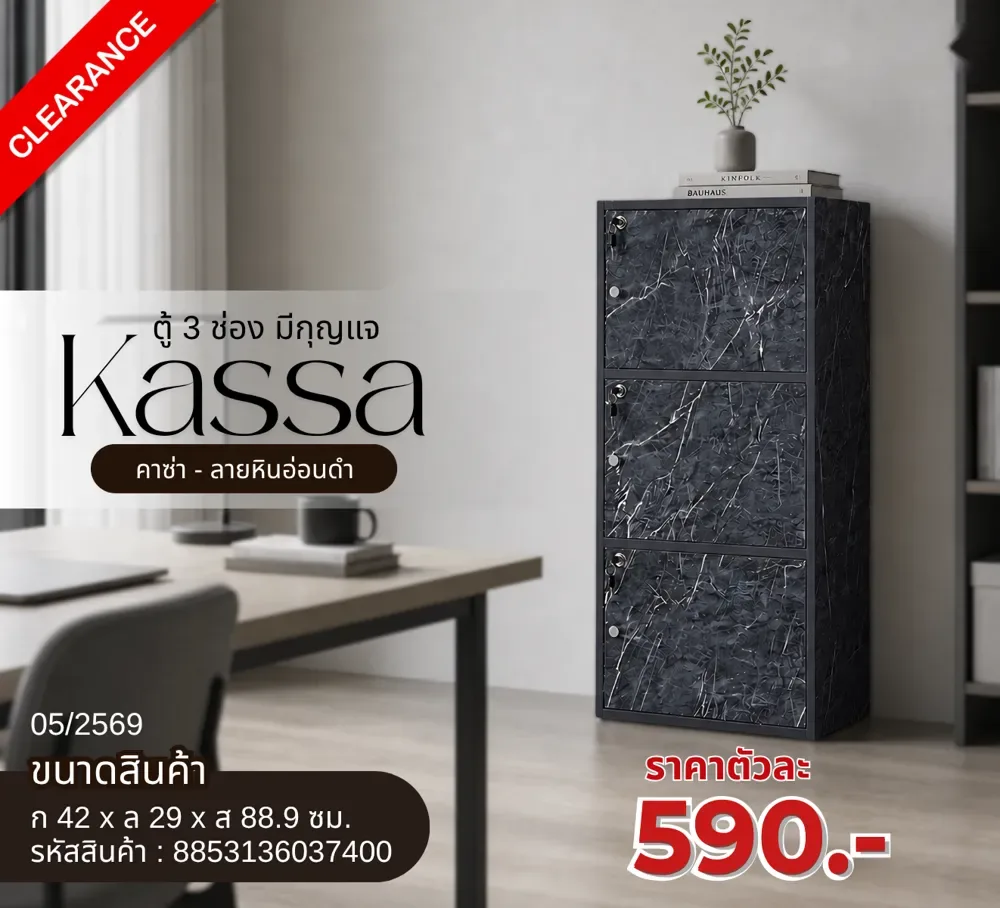 CLEARANCE
KINFOLK
BAUHAUS
ตู้ 3 ช่อง มีกุญแจ
Kassa
คาซ่า - ลายหินอ่อนดำ
05/2569
ขนาดสินค้า
ก 42 x ล 29 x ส 88.9 ซม.
รหัสสินค้า : 8853136037400
ราคาตัวละ
590.-